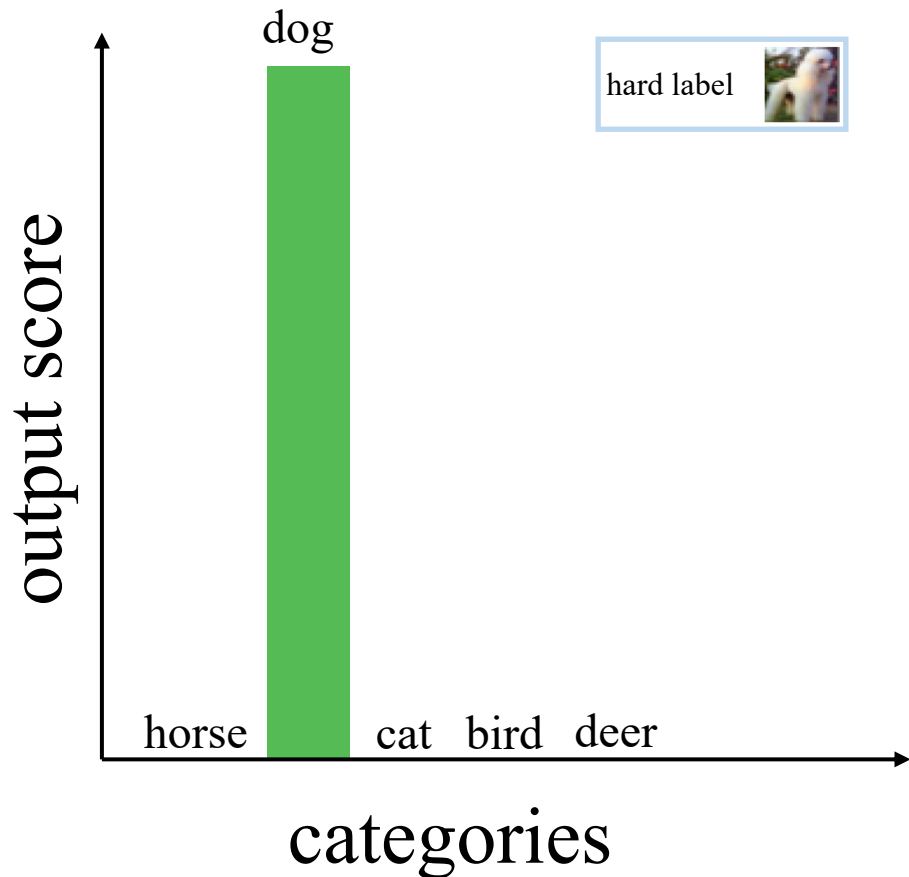 dog
hard label
output score
horse
cat
bird
deer
categories